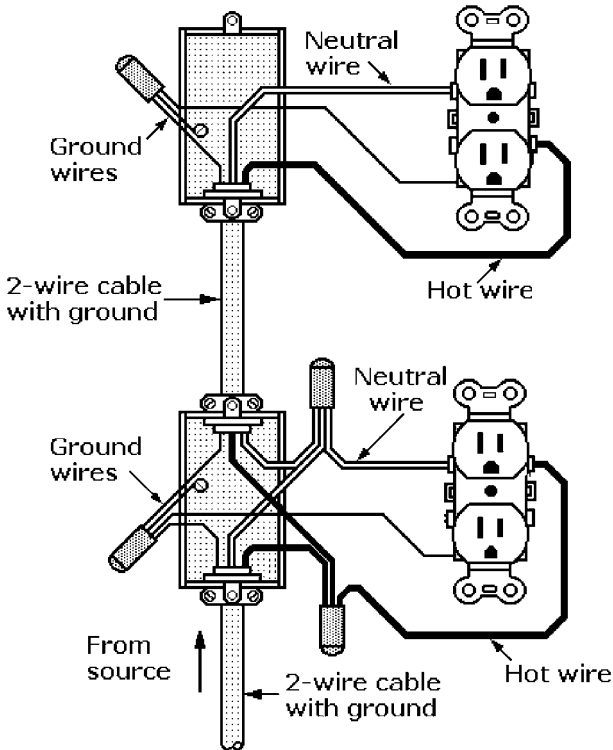 Neutral
wire
Ground
wires
Hot wire
2-wire cable
with ground
Neutral
wire
Ground
wires
From
source
Hot wire
2-wire cable
with ground